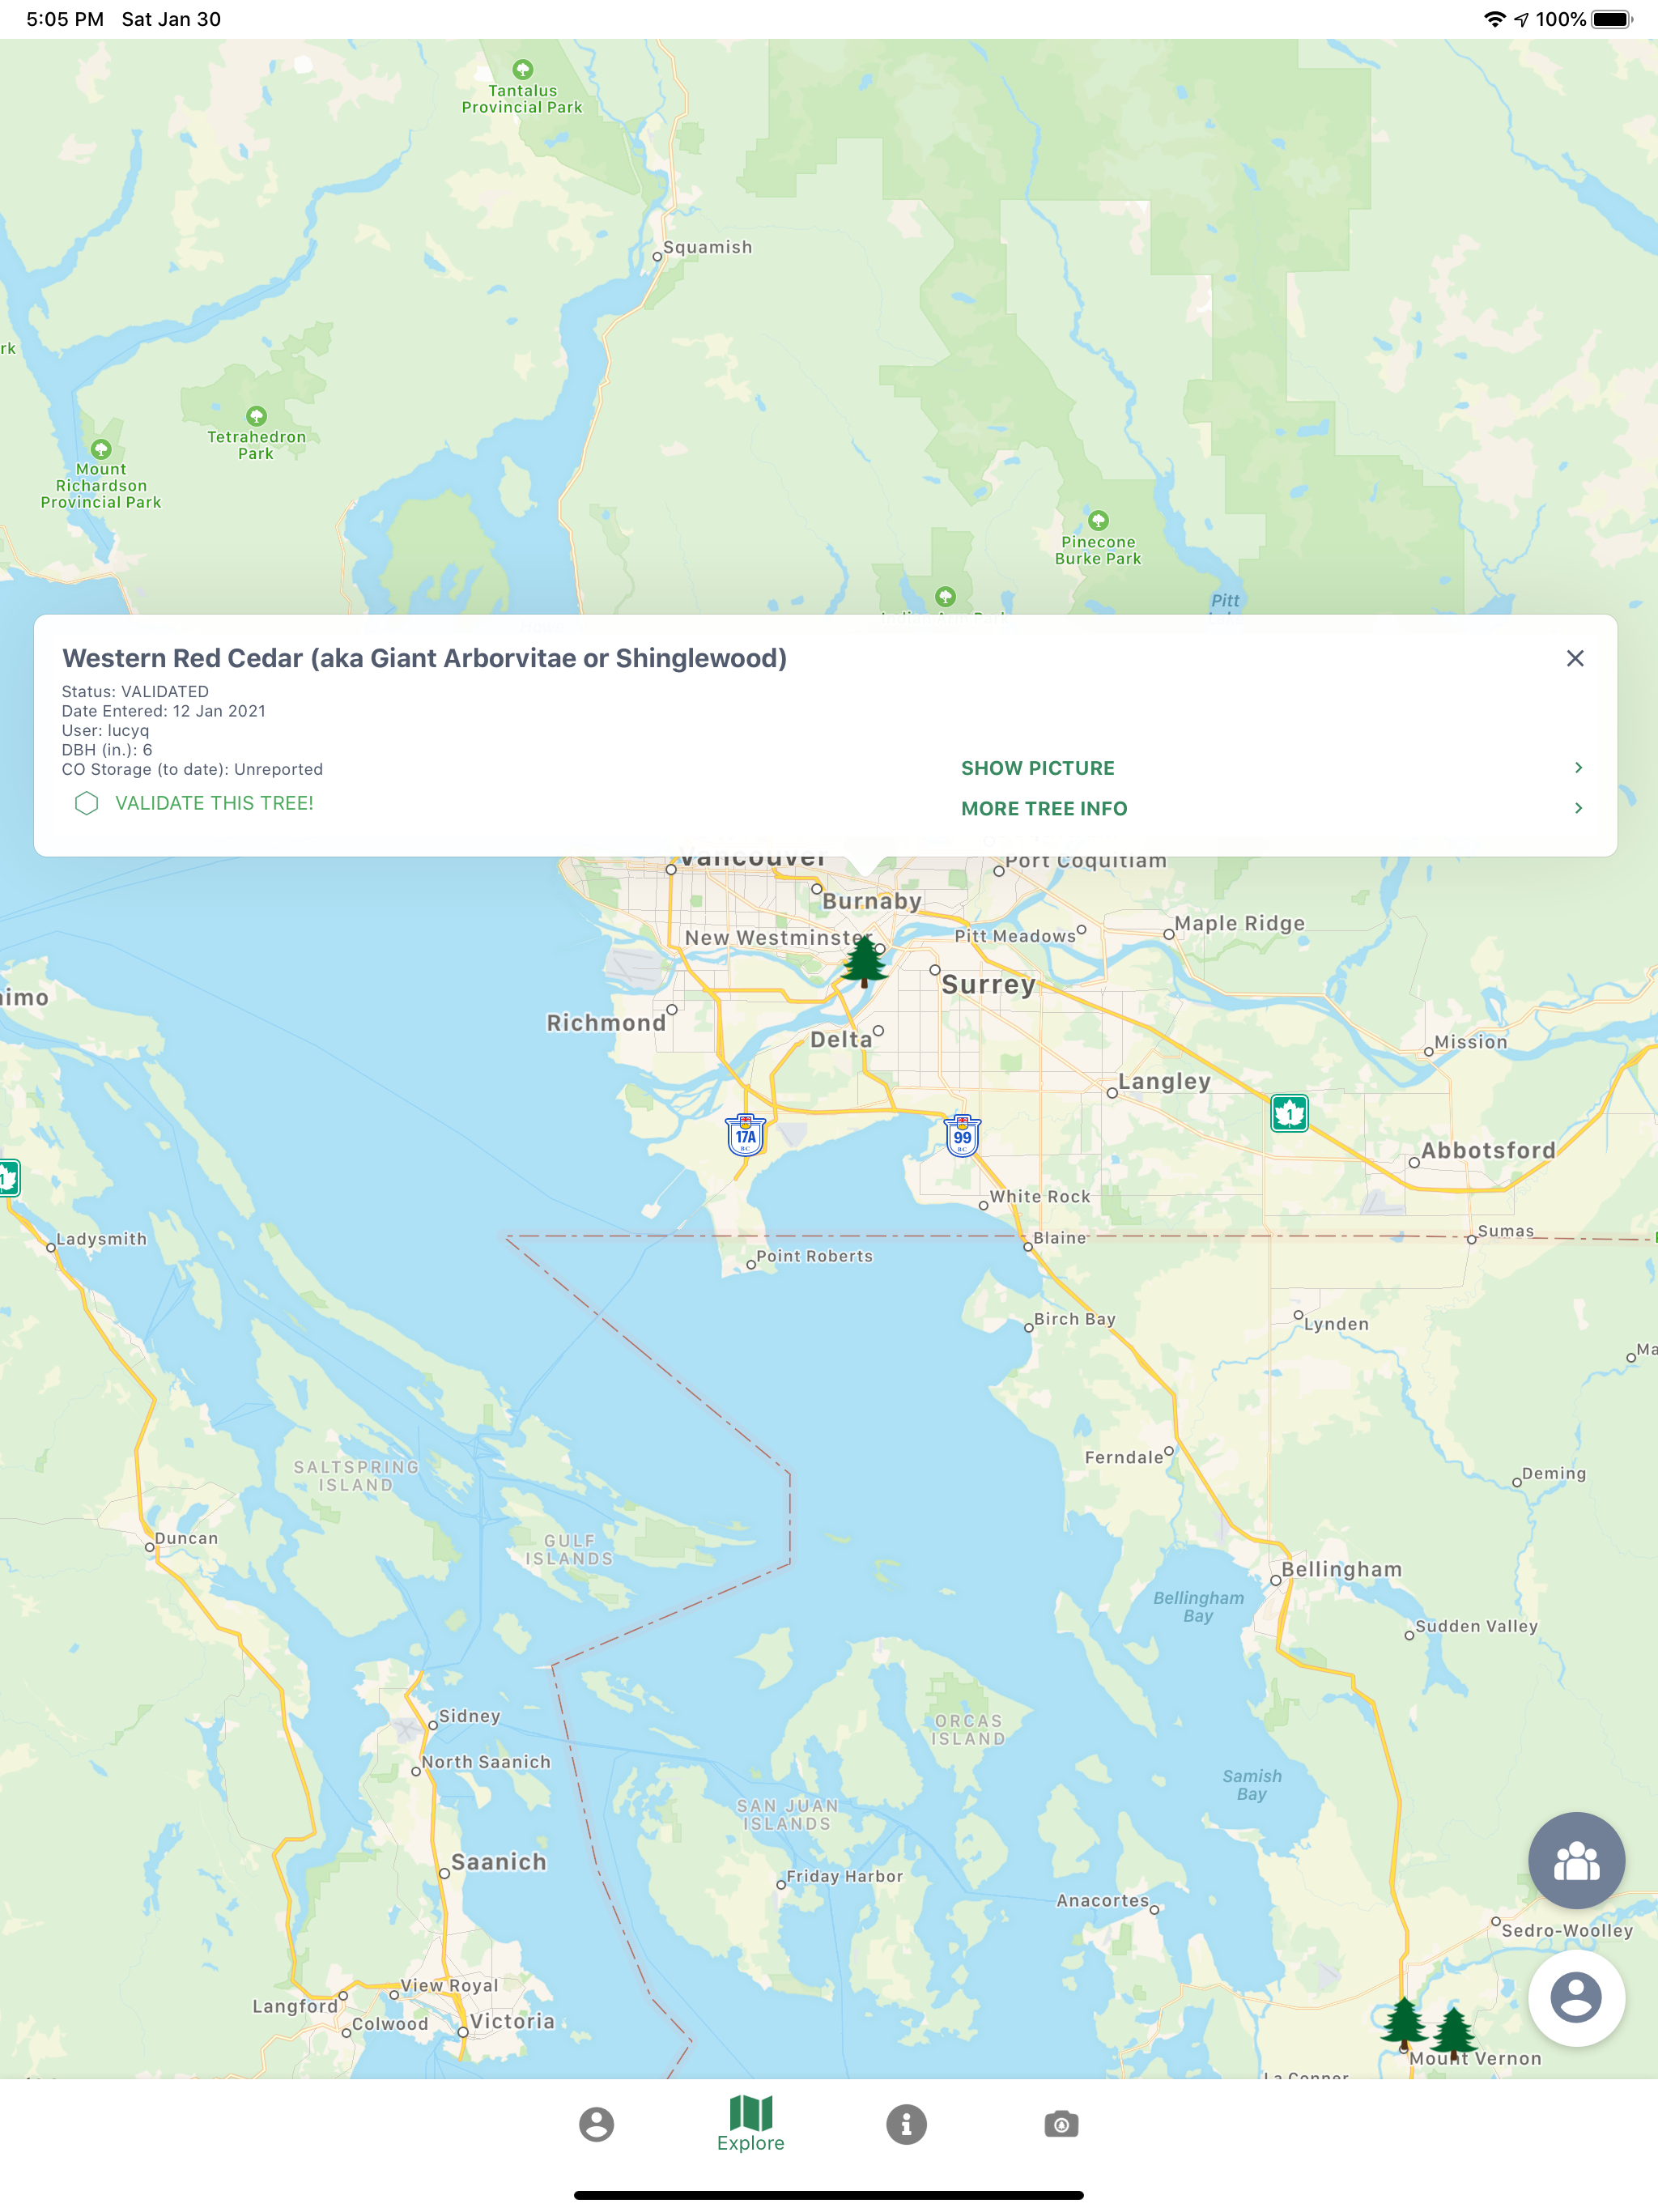 5:05 PM Sat Jan 30
100%
Tantalus
Provincial Park
Squamish
rk
Tetrahedron
Park
Mount
Richardson
Provincial Park
Pinecone
Burke Park
Pitt
Western Red Cedar (aka Giant Arborvitae or Shinglewood)
Status: VALIDATED
Date Entered: 12 Jan 2021
User: lucyq
DBH (in.): 6
CO Storage (to date): Unreported
VALIDATE THIS TREE!
SHOW PICTURE
MORE TREE INFO
Vancouver
Port Coquitlam
Burnaby
Maple Ridge
New Westminster
Pitt Meadows
Surrey
imo
Richmond
Delta
Mission
Langley
17A
BC
99
BC
1
Abbotsford
1
White Rock
Ladysmith
Blaine
Sumas
Point Roberts
Birch Bay
Lynden
Ma
Ferndale
SALTSPRING
ISLAND
Deming
Duncan
GULF
ISLANDS
Bellingham
Bellingham
Bay
Sudden Valley
Sidney
ORCAS
ISLAND
North Saanich
Samish
Bay
SAN JUAN
ISLANDS
Saanich
Friday Harbor
Anacortes
Sedro-Woolley
View Royal
Langford
Colwood
Victoria
Mount Vernon
La Conner
Explore